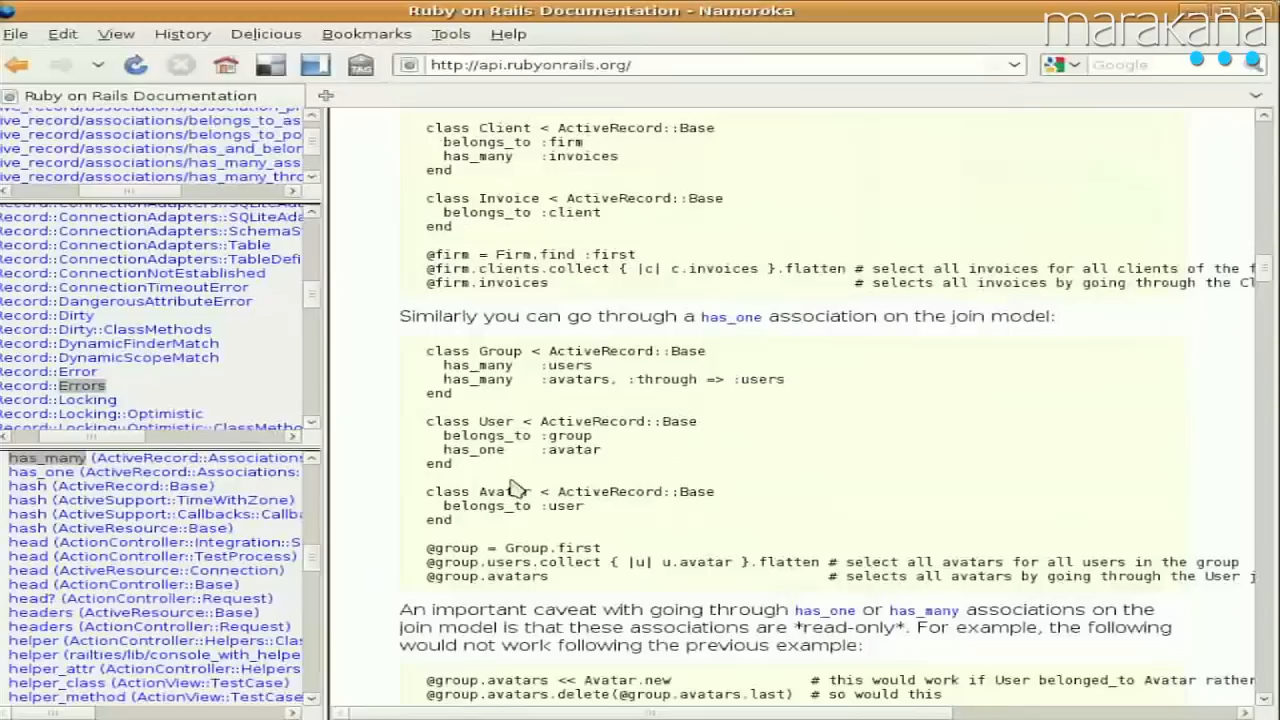 Ruby on Rails Documentation - Namoroka
marakana
File Edit View History Delicious Bookmarks Tools Help
TAG http://api.rubyonrails.org/ Google
Ruby on Rails Documentation
ive_record/associations/belongs_to_as
ive_record/associations/belongs_to_po
ive_record/associations/has_and_belon
ive_record/associations/has_many_ass
ive_record/associations/has_many_thro
Record::ConnectionAdapters::SQLiteAda
Record::ConnectionAdapters::SchemaS
Record::ConnectionAdapters::Table
Record::ConnectionAdapters::TableDefi
Record::ConnectionNotEstablished
Record::ConnectionTimeoutError
Record::DangerousAttributeError
Record::Dirty
Record::Dirty::ClassMethods
Record::DynamicFinderMatch
Record::DynamicScopeMatch
Record::Error
Record::Errors
Record::Locking
Record::Locking::Optimistic
Record::Locking::Optimistic::ClassMetho
has_many (ActiveRecord::Associations
has_one (ActiveRecord::Associations:
hash (ActiveRecord::Base)
hash (ActiveSupport::TimeWithZone)
hash (ActiveSupport::Callbacks::Callba
hash (ActiveResource::Base)
head (ActionController::Integration::S
head (ActionController::TestProcess)
head (ActiveResource::Connection)
head (ActionController::Base)
head? (ActionController::Request)
headers (ActiveResource::Base)
headers (ActionController::Request)
helper (ActionController::Helpers::Clas
helper (railties/lib/console_with_helpe
helper_attr (ActionController::Helpers
helper_class (ActionView::TestCase)
helper_method (ActionView::TestCase
class Client < ActiveRecord::Base
belongs_to :firm
has_many :invoices
end
class Invoice < ActiveRecord::Base
belongs_to :client
end
@firm = Firm.find :first
@firm.clients.collect { |c| c.invoices }.flatten # select all invoices for all clients of the f
@firm.invoices # selects all invoices by going through the Cl
Similarly you can go through a has_one association on the join model:
class Group < ActiveRecord::Base
has_many :users
has_many :avatars, :through => :users
end
class User < ActiveRecord::Base
belongs_to :group
has_one :avatar
end
class Avatar < ActiveRecord::Base
belongs_to :user
end
@group = Group.first
@group.users.collect { |u| u.avatar }.flatten # select all avatars for all users in the group
@group.avatars # selects all avatars by going through the User j
An important caveat with going through has_one or has_many associations on the
join model is that these associations are *read-only*. For example, the following
would not work following the previous example:
@group.avatars << Avatar.new # this would work if User belonged_to Avatar rather
@group.avatars.delete(@group.avatars.last) # so would this